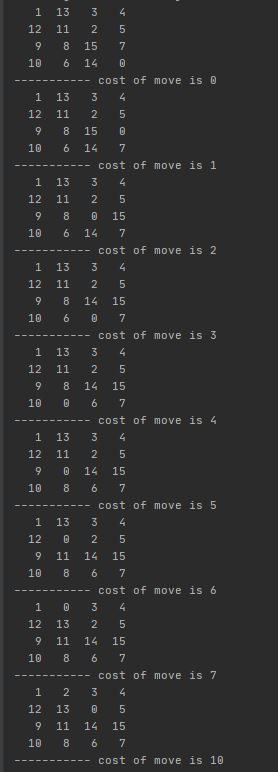 1 13 3 4
12 11 2 5
9 8 15 7
10 6 14 0
----------- cost of move is 0
1 13 3 4
12 11 2 5
9 8 15 0
10 6 14 7
----------- cost of move is 1
1 13 3 4
12 11 2 5
9 8 0 15
10 6 14 7
----------- cost of move is 2
1 13 3 4
12 11 2 5
9 8 14 15
10 6 0 7
----------- cost of move is 3
1 13 3 4
12 11 2 5
9 8 14 15
10 0 6 7
----------- cost of move is 4
1 13 3 4
12 11 2 5
9 0 14 15
10 8 6 7
----------- cost of move is 5
1 13 3 4
12 0 2 5
9 11 14 15
10 8 6 7
----------- cost of move is 6
1 0 3 4
12 13 2 5
9 11 14 15
10 8 6 7
----------- cost of move is 7
1 2 3 4
12 13 0 5
9 11 14 15
10 8 6 7
----------- cost of move is 10